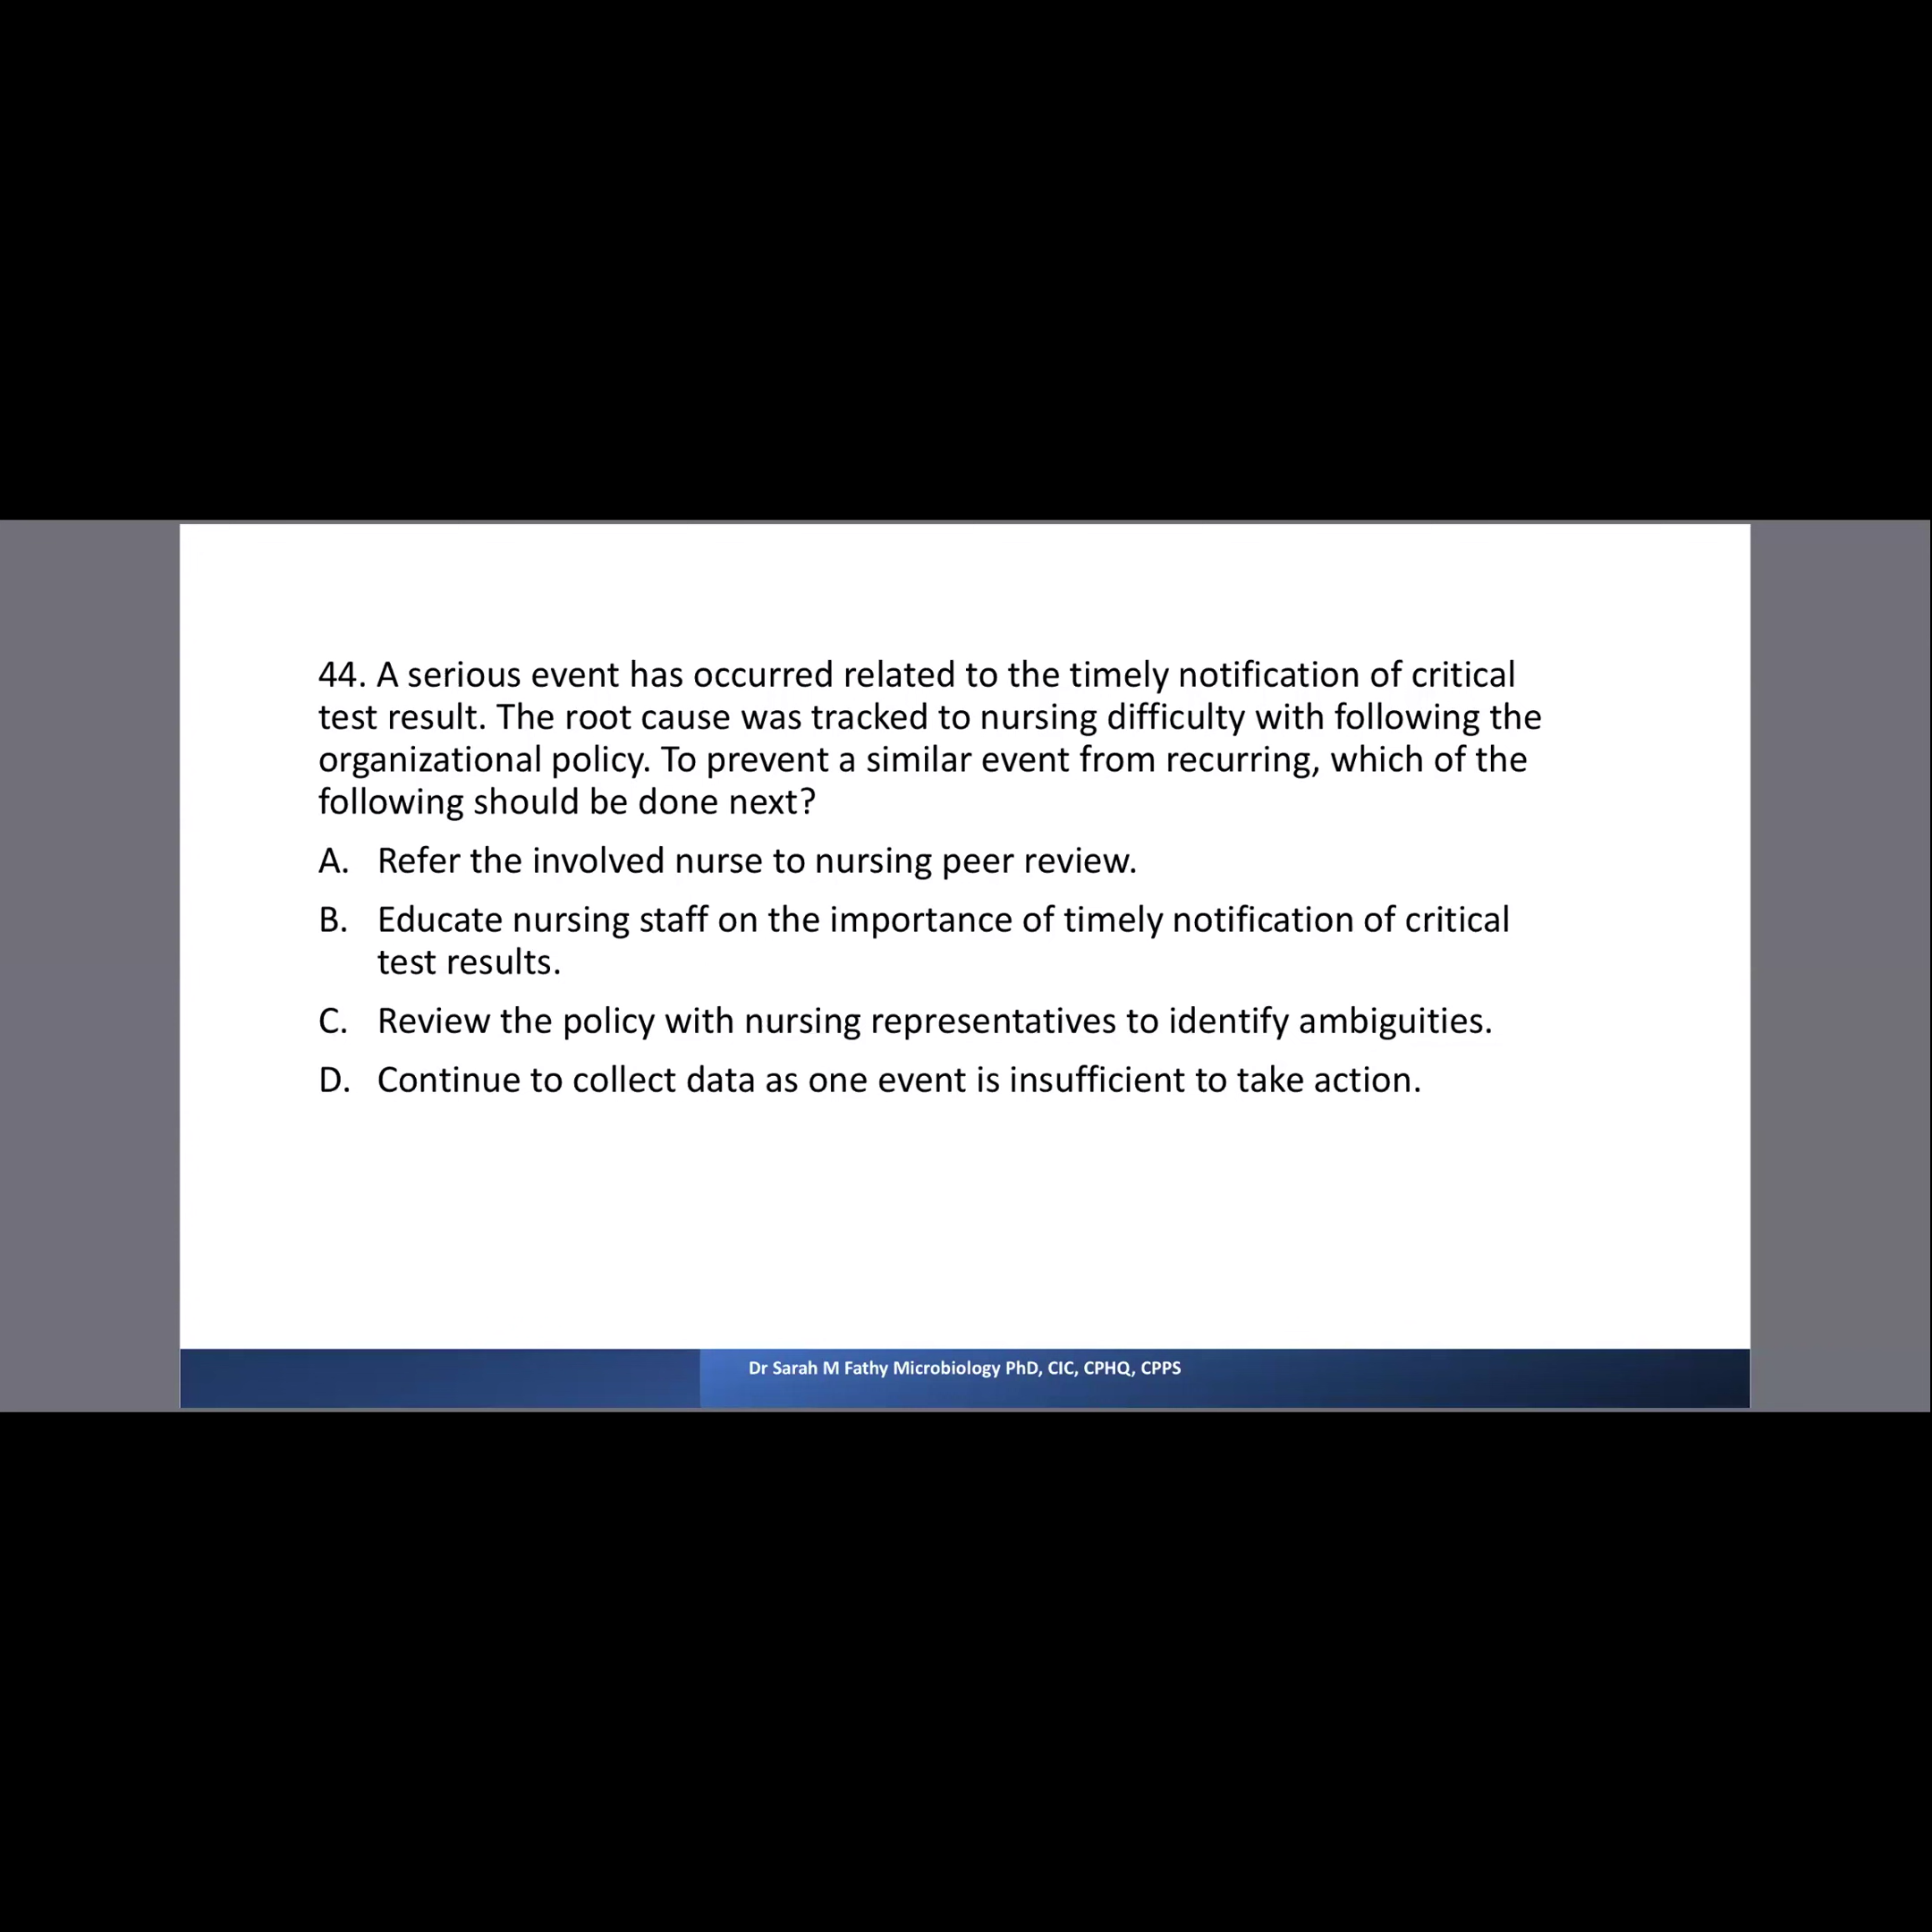 44. A serious event has occurred related to the timely notification of critical
test result. The root cause was tracked to nursing difficulty with following the
organizational policy. To prevent a similar event from recurring, which of the
following should be done next?
A. Refer the involved nurse to nursing peer review.
B. Educate nursing staff on the importance of timely notification of critical
test results.
C. Review the policy with nursing representatives to identify ambiguities.
D. Continue to collect data as one event is insufficient to take action.
Dr Sarah M Fathy Microbiology PhD, CIC, CPHQ, CPPS